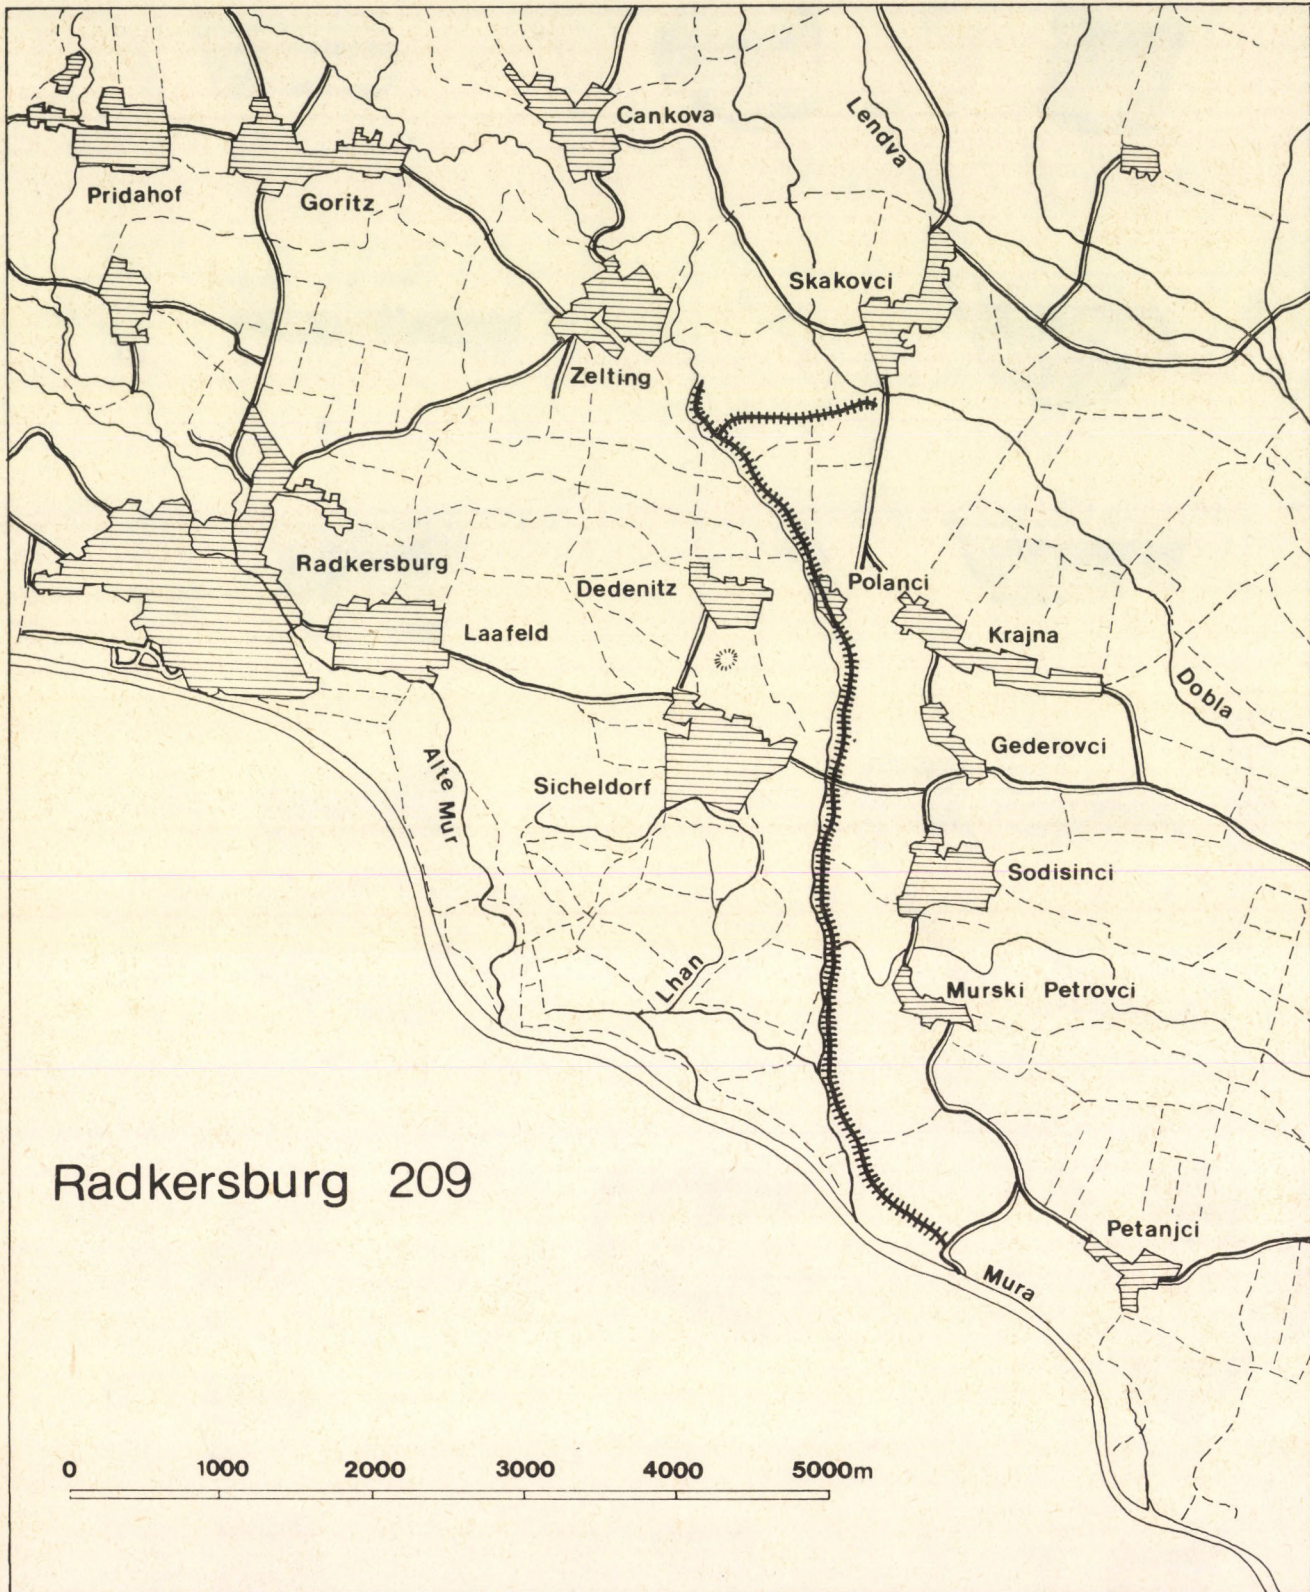 Cankova
Lendva
Pridahof
Goritz
Skakovci
Zelting
Radkersburg
Dedenitz
Polanci
Laafeld
Krajna
Dobla
Alte Mur
Gederovci
Sicheldorf
Sodisinci
Lhan
Murski Petrovci
Radkersburg 209
Petanjci
Mura
0 1000 2000 3000 4000 5000m